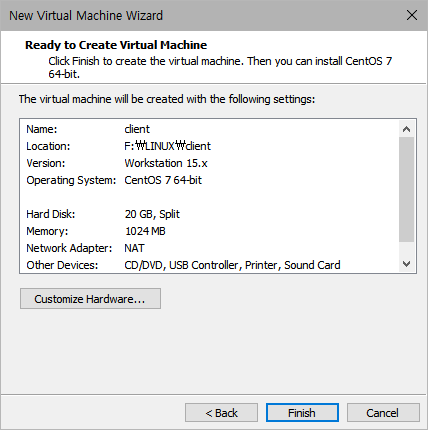 New Virtual Machine Wizard
Ready to Create Virtual Machine
Click Finish to create the virtual machine. Then you can install CentOS 7
64-bit.
The virtual machine will be created with the following settings:
Name: client
Location: F:₩LINUX₩client
Version: Workstation 15.x
Operating System: CentOS 7 64-bit
Hard Disk: 20 GB, Split
Memory: 1024 MB
Network Adapter: NAT
Other Devices: CD/DVD, USB Controller, Printer, Sound Card
Customize Hardware...
< Back Finish Cancel